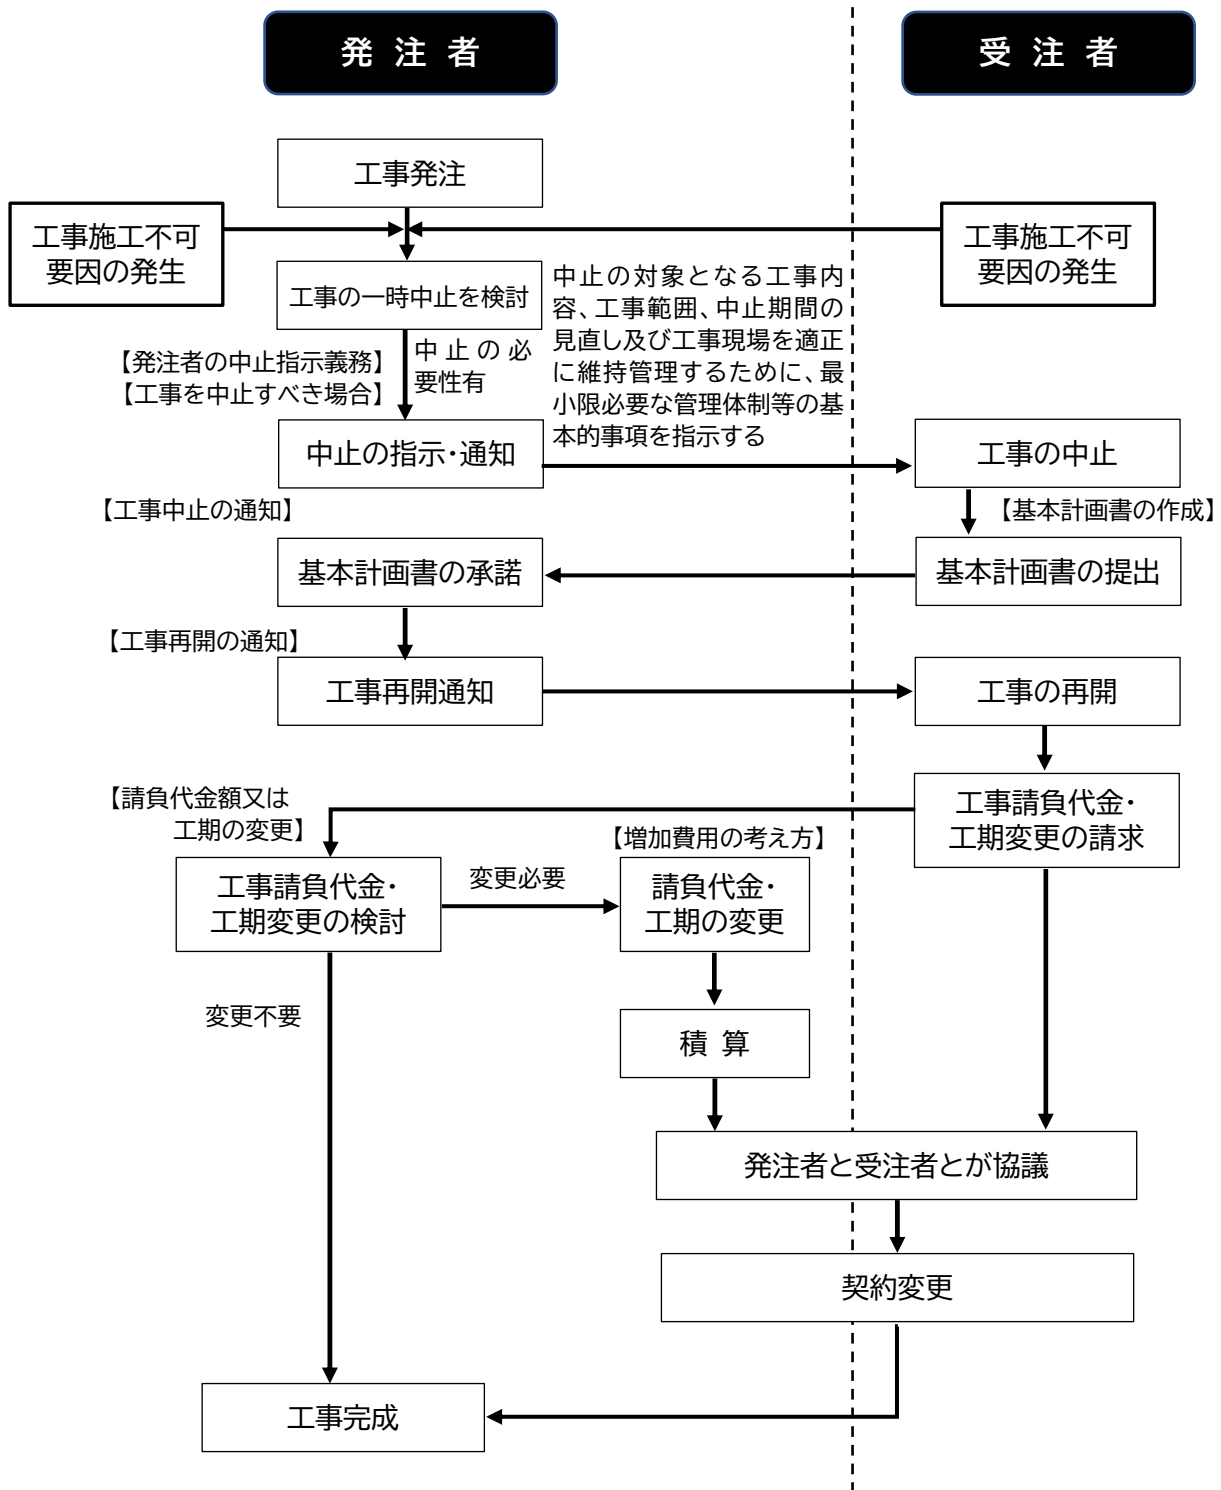 発 注 者
受 注 者
工事発注
工事施工不可
要因の発生
工事施工不可
要因の発生
工事の一時中止を検討
中止の対象となる工事内
容、工事範囲、中止期間の
見直し及び工事現場を適正
に維持管理するために、最
小限必要な管理体制等の基
本的事項を指示する
【発注者の中止指示義務】
【工事を中止すべき場合】
中止の必
要性有
中止の指示・通知
工事の中止
【工事中止の通知】
【基本計画書の作成】
基本計画書の承諾
基本計画書の提出
【工事再開の通知】
工事再開通知
工事の再開
【請負代金額又は
工期の変更】
工事請負代金・
工期変更の請求
【増加費用の考え方】
工事請負代金・
工期変更の検討
変更必要
請負代金・
工期の変更
変更不要
積 算
発注者と受注者とが協議
契約変更
工事完成